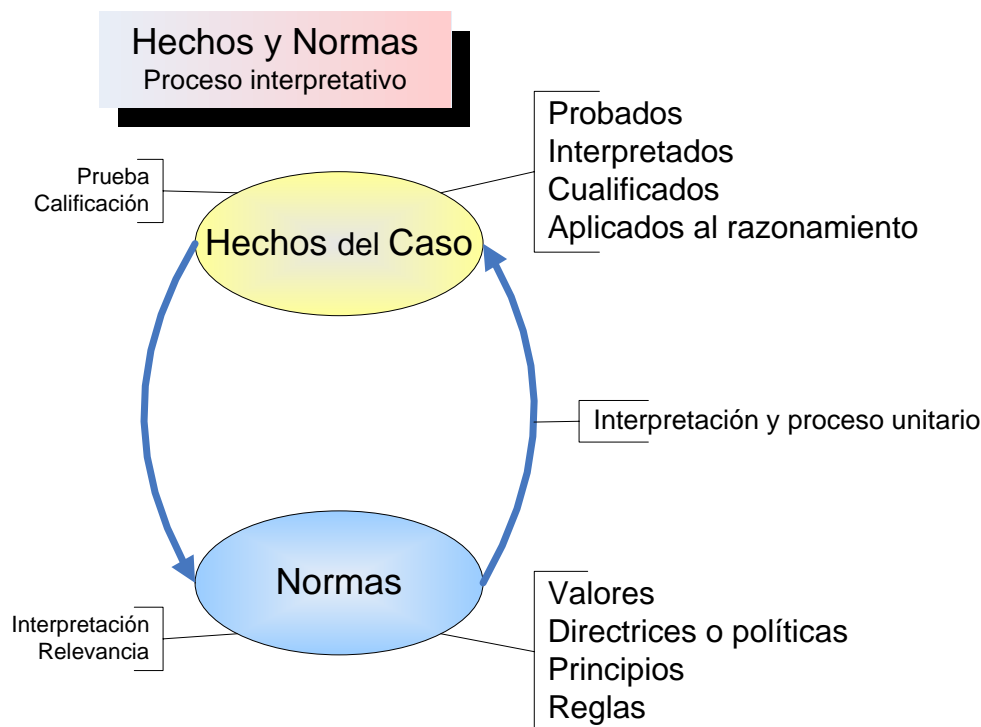 Hechos y Normas
Proceso interpretativo
Prueba
Calificación
Hechos del Caso
Probados
Interpretados
Cualificados
Aplicados al razonamiento
Interpretación y proceso unitario
Normas
Interpretación
Relevancia
Valores
Directrices o políticas
Principios
Reglas